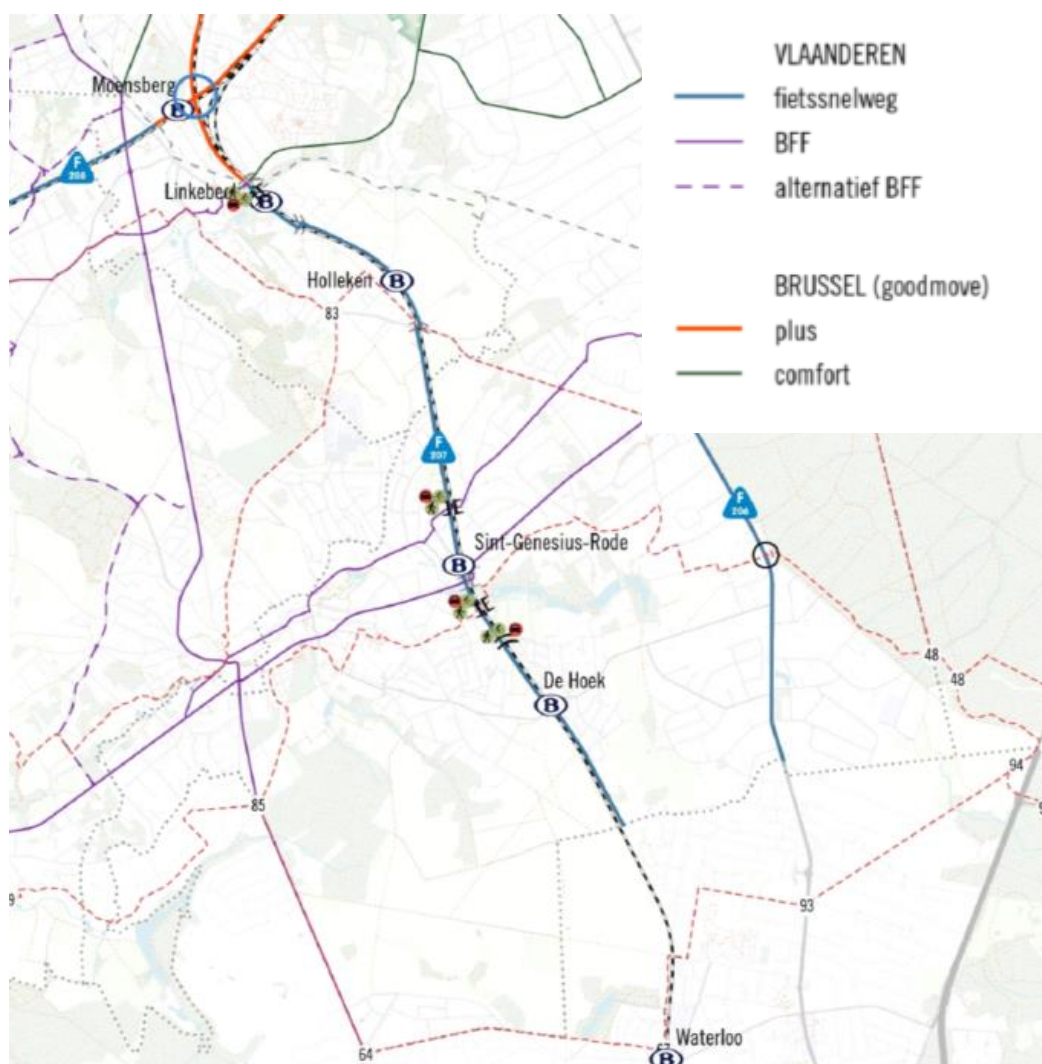 VLAANDEREN
fietssnelweg
BFF
alternatief BFF
BRUSSEL (goodmove)
plus
comfort
Moensberg
B
F
208
Linkebeek
B
Holleken
B
83
F
207
F
206
Sint-Genesius-Rode
B
48
48
De Hoek
B
94
85
93
64
Waterloo
B